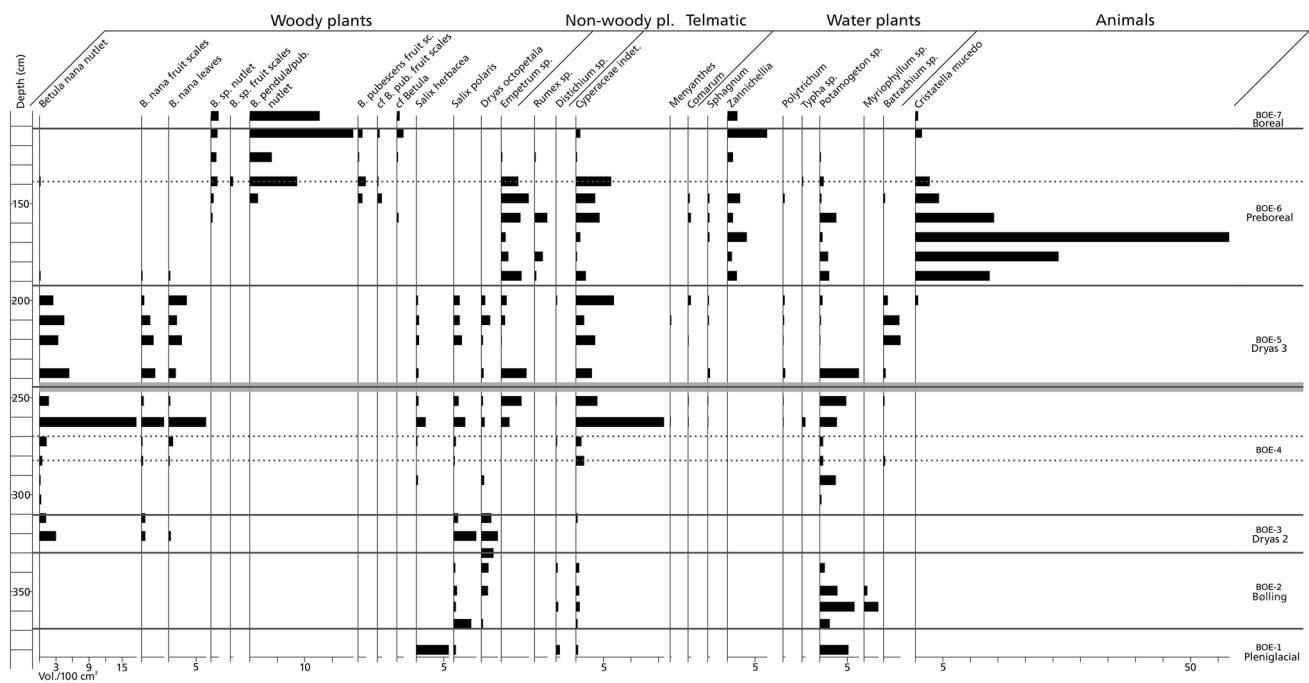 Woody plants
Non-woody pl.
Telmatic
Water plants
Animals
Depth (cm)
Betula nana nutlet
B. nana fruit scales
B. nana leaves
B. sp. nutlet
B. sp. fruit scales
B. pendula/pub.
nutlet
B. pubescens fruit sc.
cf B. pub. fruit scales
cf Betula
Salix herbacea
Salix polaris
Dryas octopetala
Empetrum sp.
Rumex sp.
Distichium sp.
Cyperaceae indet.
Menyanthes
Comarum
Sphagnum
Zannichellia
Polytrichum
Typha sp.
Potamogeton sp.
Myriophyllum sp.
Batrachium sp.
Cristatella mucedo
BOE-7
Boreal
150
BOE-6
Preboreal
200
BOE-5
Dryas 3
250
BOE-4
300
BOE-3
Dryas 2
350
BOE-2
Bølling
BOE-1
Pleniglacial
3 9 15 5 10 5 5 5 5 5 50
Vol./100 cm³